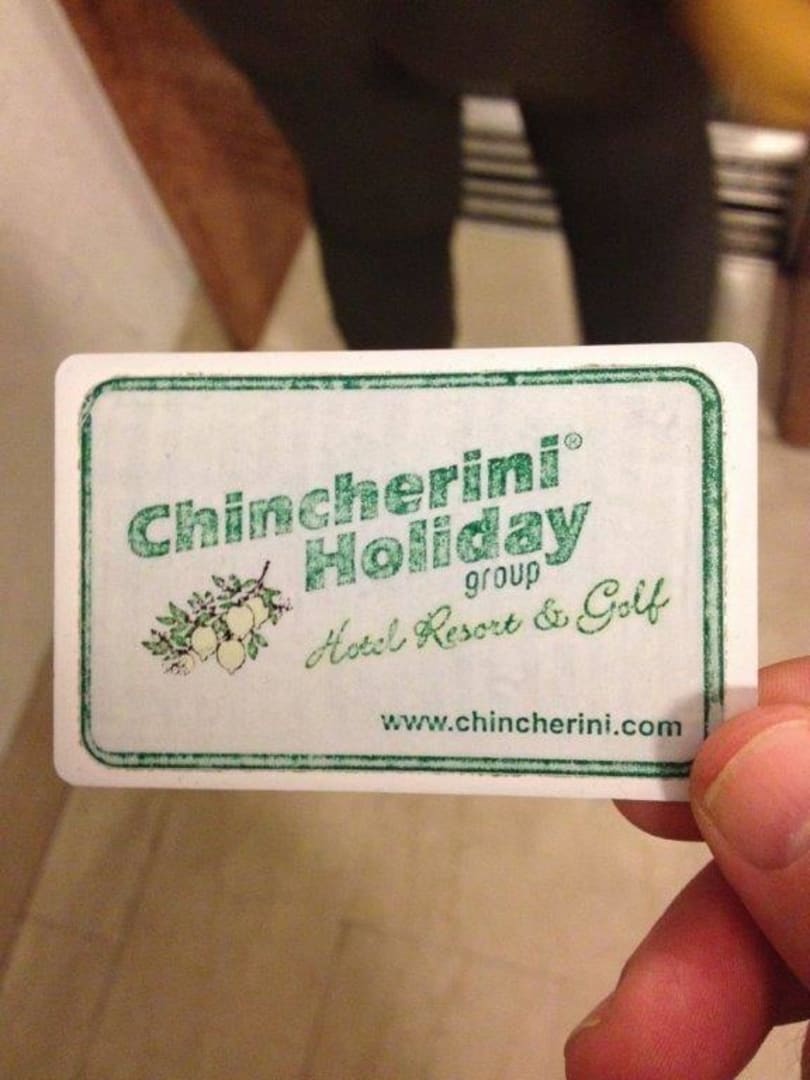 Chincherini®
Holiday
group
Hotel Resort & Golf
www.chincherini.com